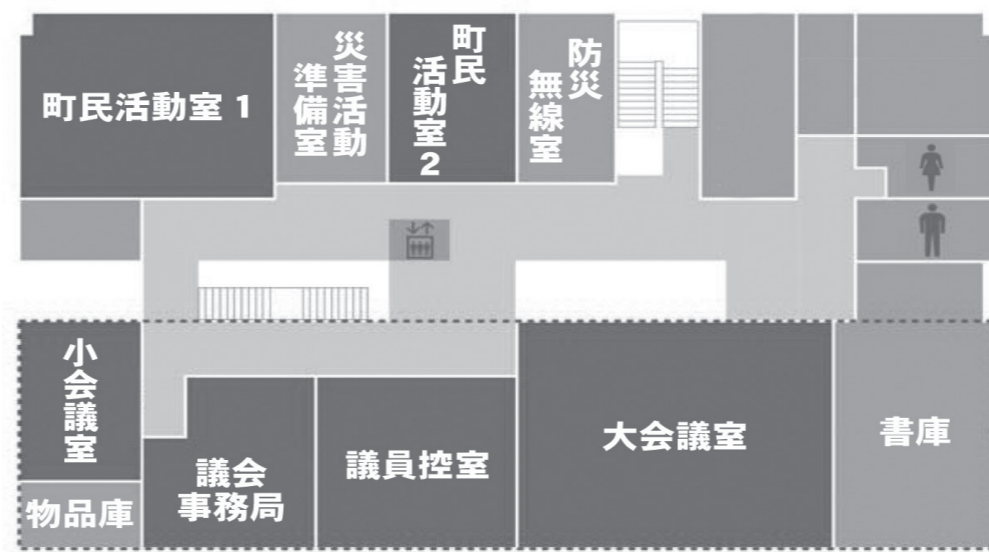 町民活動室 1
災害活動
準備室
町民
活動室2
防災
無線室
小会議室
物品庫
議会
事務局
議員控室
大会議室
書庫